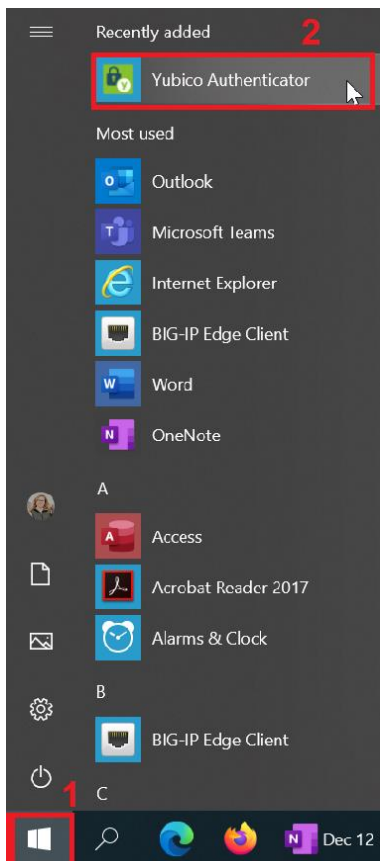 Recently added 2
Yubico Authenticator
Most used
Outlook
Microsoft Teams
Internet Explorer
BIG-IP Edge Client
Word
OneNote
A
Access
Acrobat Reader 2017
Alarms & Clock
B
BIG-IP Edge Client
1
C
Dec 12